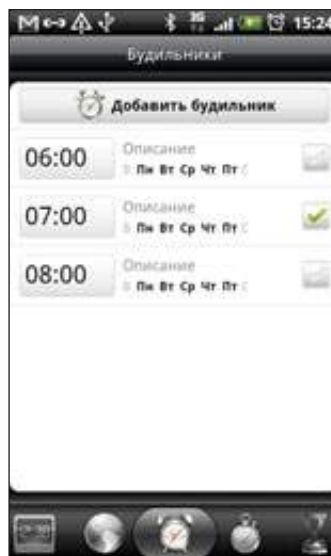 15:24
Будильники
Добавить будильник
06:00
Описание
Пн Вт Ср Чт Пт С
07:00
Описание
Пн Вт Ср Чт Пт С
08:00
Описание
Пн Вт Ср Чт Пт С